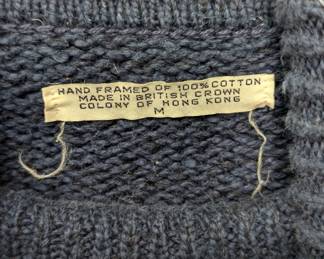 HAND FRAMED OF 100% COTTON
MADE IN BRITISH CROWN
COLONY OF HONG KONG
M